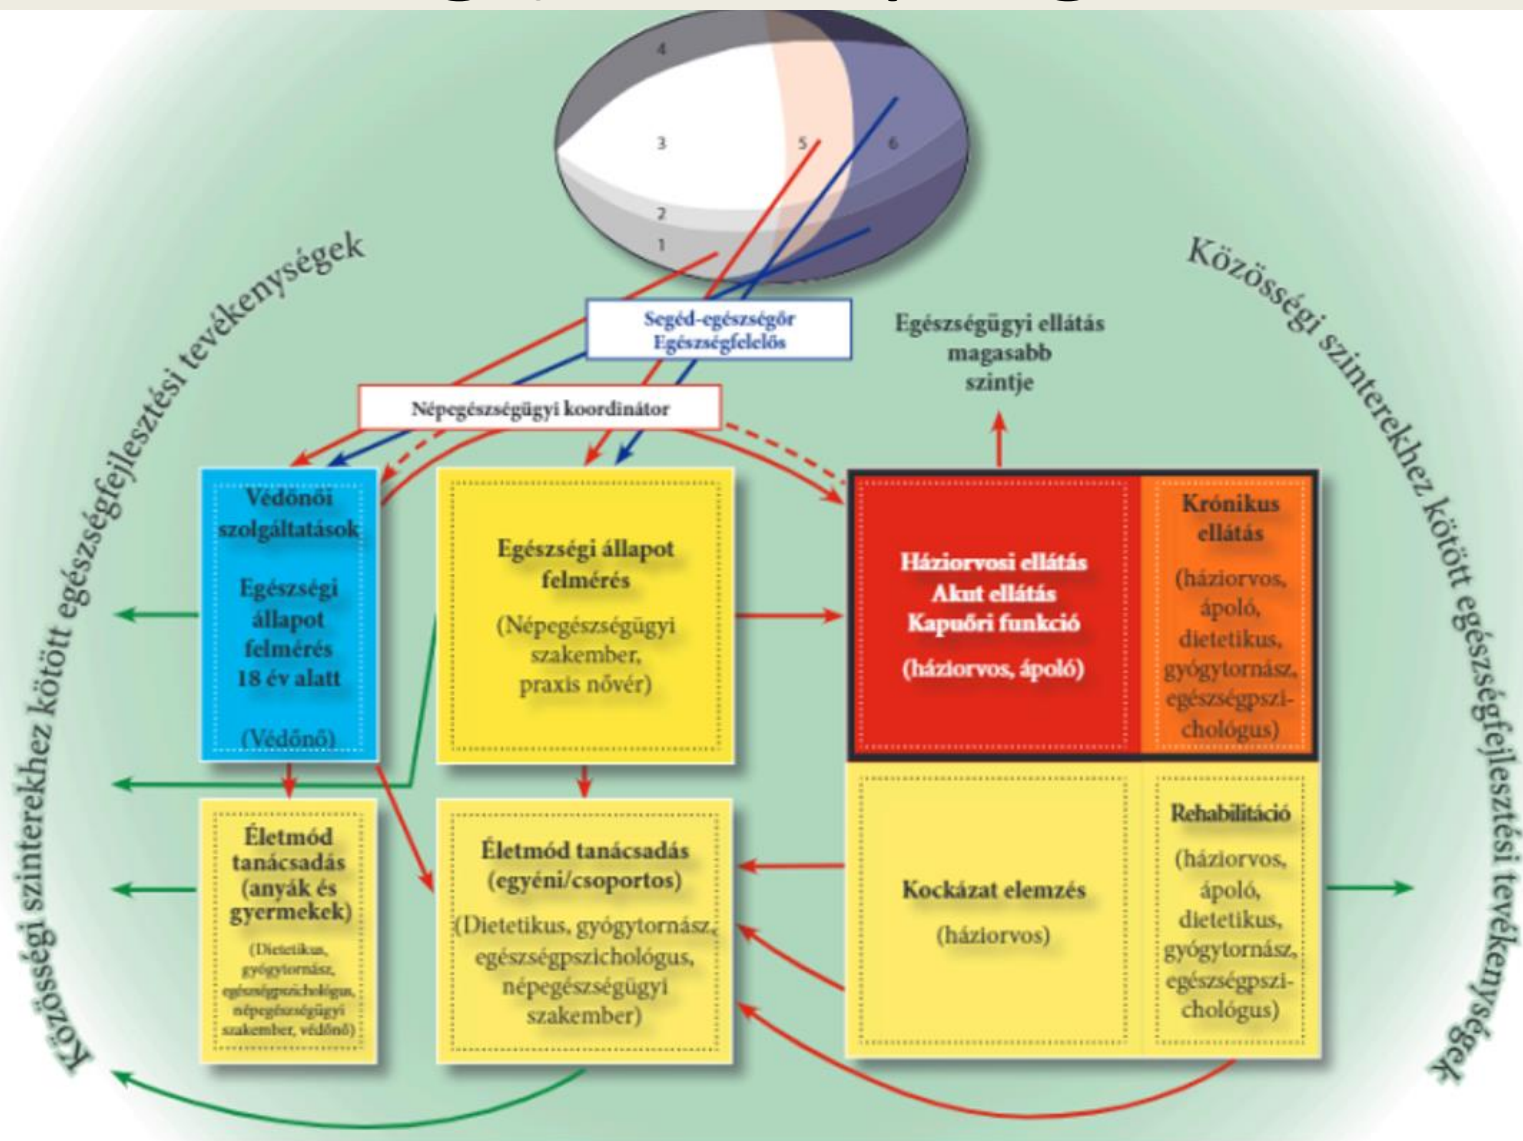 4
3
5
6
2
1
Közösségi szinterekhez kötött egészségfejlesztési tevékenységek
Közösségi szinterekhez kötött egészségfejlesztési tevékenységek
Segéd-egészségőr
Egészségfelelős
Egészségügyi ellátás
magasabb
szintje
Népegészségügyi koordinátor
Védőnői
szolgáltatások
Egészségi
állapot
felmérés
18 év alatt
(Védőnő)
Egészségi állapot
felmérés
(Népegészségügyi
szakember,
praxis nővér)
Háziorvosi ellátás
Akut ellátás
Kapuőri funkció
(háziorvos, ápoló)
Krónikus
ellátás
(háziorvos,
ápoló,
dietetikus,
gyógytornász,
egészségpszi-
chológus)
Életmód
tanácsadás
(anyák és
gyermekek)
(Dietetikus,
gyógytornász,
egészségpszichológus,
népegészségügyi
szakember, védőnő)
Életmód tanácsadás
(egyéni/csoportos)
(Dietetikus, gyógytornász,
egészségpszichológus,
népegészségügyi
szakember)
Kockázat elemzés
(háziorvos)
Rehabilitáció
(háziorvos,
ápoló,
dietetikus,
gyógytornász,
egészségpszi-
chológus)